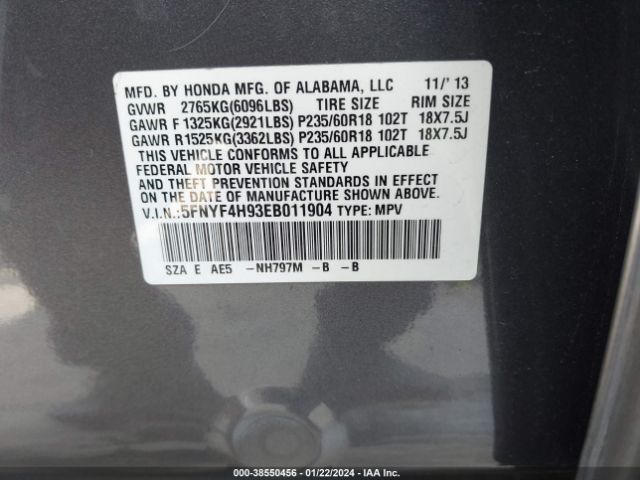 MFD. BY HONDA MFG. OF ALABAMA, LLC 11/' 13
GVWR 2765KG(6096LBS) TIRE SIZE RIM SIZE
GAWR F 1325KG(2921LBS) P235/60R18 102T 18X7.5J
GAWR R1525KG(3362LBS) P235/60R18 102T 18X7.5J
THIS VEHICLE CONFORMS TO ALL APPLICABLE
FEDERAL MOTOR VEHICLE SAFETY
AND THEFT PREVENTION STANDARDS IN EFFECT
ON THE DATE OF MANUFACTURE SHOWN ABOVE.
V.I.N.:5FNYF4H93EB011904 TYPE: MPV
SZA E AE5 -NH797M -B -B
000-38550456 - 01/22/2024 - IAA Inc.